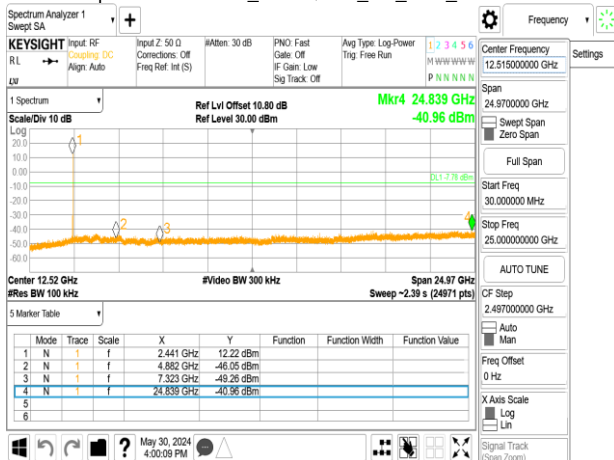 Spectrum Analyzer 1
Swept SA
+
Frequency
KEYSIGHT
RL
Input: RF
Coupling: DC
Align: Auto
Input Z: 50 Ω
Corrections: Off
Freq Ref: Int (S)
#Atten: 30 dB
PNO: Fast
Gate: Off
IF Gain: Low
Sig Track: Off
Avg Type: Log-Power
Trig: Free Run
1 2 3 4 5 6
M W W W W W
P N N N N N
Center Frequency
12.515000000 GHz
Settings
Span
24.9700000 GHz
Swept Span
Zero Span
Full Span
Start Freq
30.000000 MHz
Stop Freq
25.000000000 GHz
AUTO TUNE
CF Step
2.497000000 GHz
Auto
Man
Freq Offset
0 Hz
X Axis Scale
Log
Lin
Signal Track
(Span Zoom)
1 Spectrum
Scale/Div 10 dB
Ref Lvl Offset 10.80 dB
Ref Level 30.00 dBm
Mkr4 24.839 GHz
-40.96 dBm
Log
20.0
10.0
0.00
-10.0
-20.0
-30.0
-40.0
-50.0
-60.0
1
2
3
4
DL1 -7.78 dBm
Center 12.52 GHz
#Video BW 300 kHz
Span 24.97 GHz
#Res BW 100 kHz
Sweep ~2.39 s (24971 pts)
5 Marker Table
Mode Trace Scale X Y Function Function Width Function Value
1 N 1 f 2.441 GHz 12.22 dBm
2 N 1 f 4.882 GHz -46.05 dBm
3 N 1 f 7.323 GHz -49.26 dBm
4 N 1 f 24.839 GHz -40.96 dBm
5
6
?
May 30, 2024
4:00:09 PM